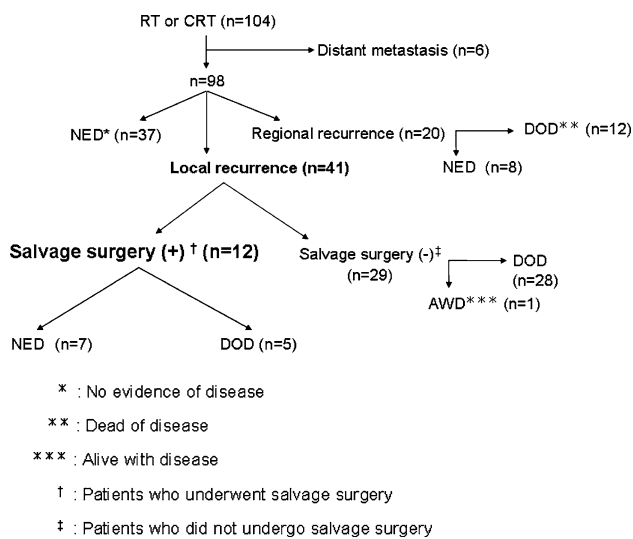 RT or CRT (n=104)
Distant metastasis (n=6)
n=98
NED* (n=37)
Regional recurrence (n=20)
DOD** (n=12)
NED (n=8)
Local recurrence (n=41)
Salvage surgery (+) † (n=12)
Salvage surgery (-)‡
(n=29)
DOD
(n=28)
AWD*** (n=1)
NED (n=7)
DOD (n=5)
* : No evidence of disease
** : Dead of disease
*** : Alive with disease
† : Patients who underwent salvage surgery
‡ : Patients who did not undergo salvage surgery